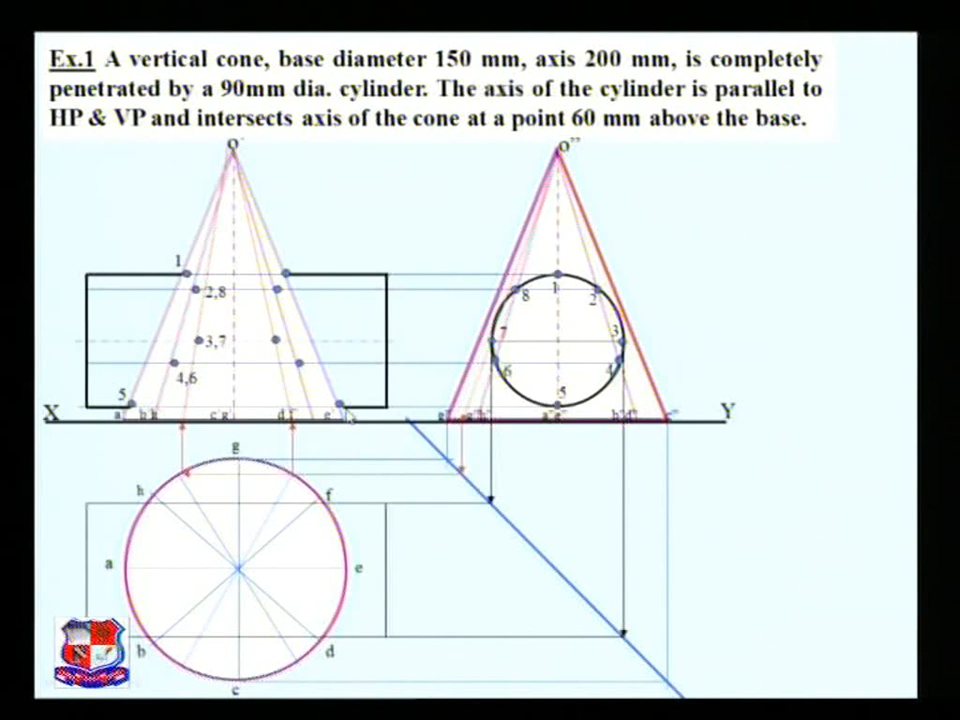 Ex.1 A vertical cone, base diameter 150 mm, axis 200 mm, is completely
penetrated by a 90mm dia. cylinder. The axis of the cylinder is parallel to
HP & VP and intersects axis of the cone at a point 60 mm above the base.
O' O"
1
2,8 8 1 2
3,7 7 3
4,6 6 4
5 5
X Y
g
h f
a e
b d
c